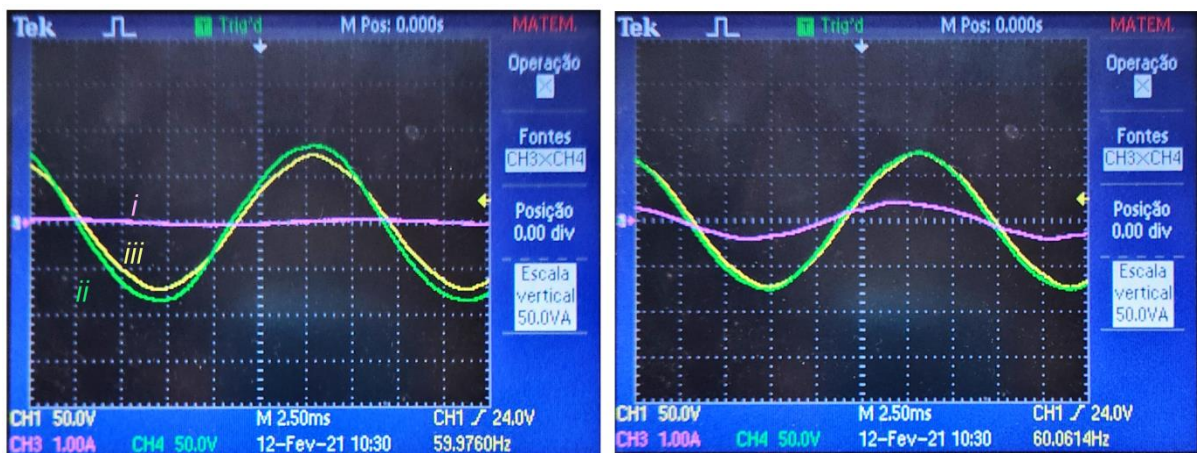 Tek
T Trig'd
M Pos: 0.000s
MATEM.
Operação
×
Fontes
CH3×CH4
Posição
0.00 div
Escala
vertical
50.0VA
i
iii
ii
3
CH1 50.0V
M 2.50ms
CH1 / 24.0V
CH3 1.00A
CH4 50.0V
12-Fev-21 10:30
59.9760Hz
Tek
T Trig'd
M Pos: 0.000s
MATEM.
Operação
×
Fontes
CH3×CH4
Posição
0.00 div
Escala
vertical
50.0VA
3
CH1 50.0V
M 2.50ms
CH1 / 24.0V
CH3 1.00A
CH4 50.0V
12-Fev-21 10:30
60.0614Hz